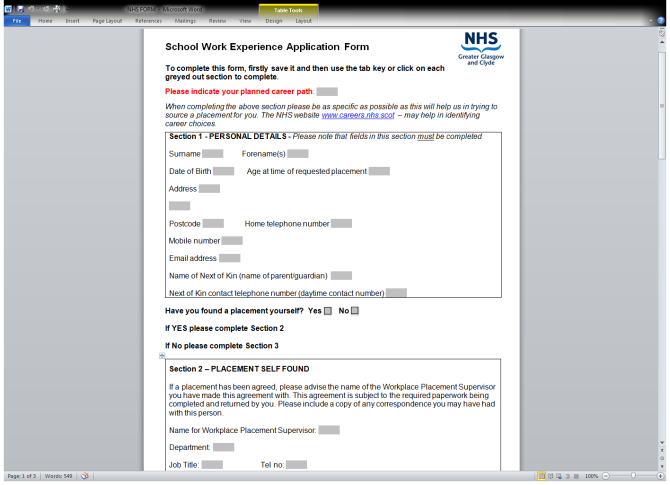 NHS FORM - Microsoft Word
Table Tools
File Home Insert Page Layout References Mailings Review View Design Layout
School Work Experience Application Form
NHS
Greater Glasgow
and Clyde
To complete this form, firstly save it and then use the tab key or click on each
greyed out section to complete.
Please indicate your planned career path:
When completing the above section please be as specific as possible as this will help us in trying to
source a placement for you. The NHS website www.careers.nhs.scot – may help in identifying
career choices.
Section 1 - PERSONAL DETAILS - Please note that fields in this section must be completed
Surname Forename(s)
Date of Birth Age at time of requested placement
Address
Postcode Home telephone number
Mobile number
Email address
Name of Next of Kin (name of parent/guardian)
Next of Kin contact telephone number (daytime contact number)
Have you found a placement yourself? Yes No
If YES please complete Section 2
If No please complete Section 3
Section 2 – PLACEMENT SELF FOUND
If a placement has been agreed, please advise the name of the Workplace Placement Supervisor
you have made this agreement with. This agreement is subject to the required paperwork being
completed and returned by you. Please include a copy of any correspondence you may have had
with this person.
Name for Workplace Placement Supervisor:
Department:
Job Title: Tel no:
Page: 1 of 3 Words: 549 100%